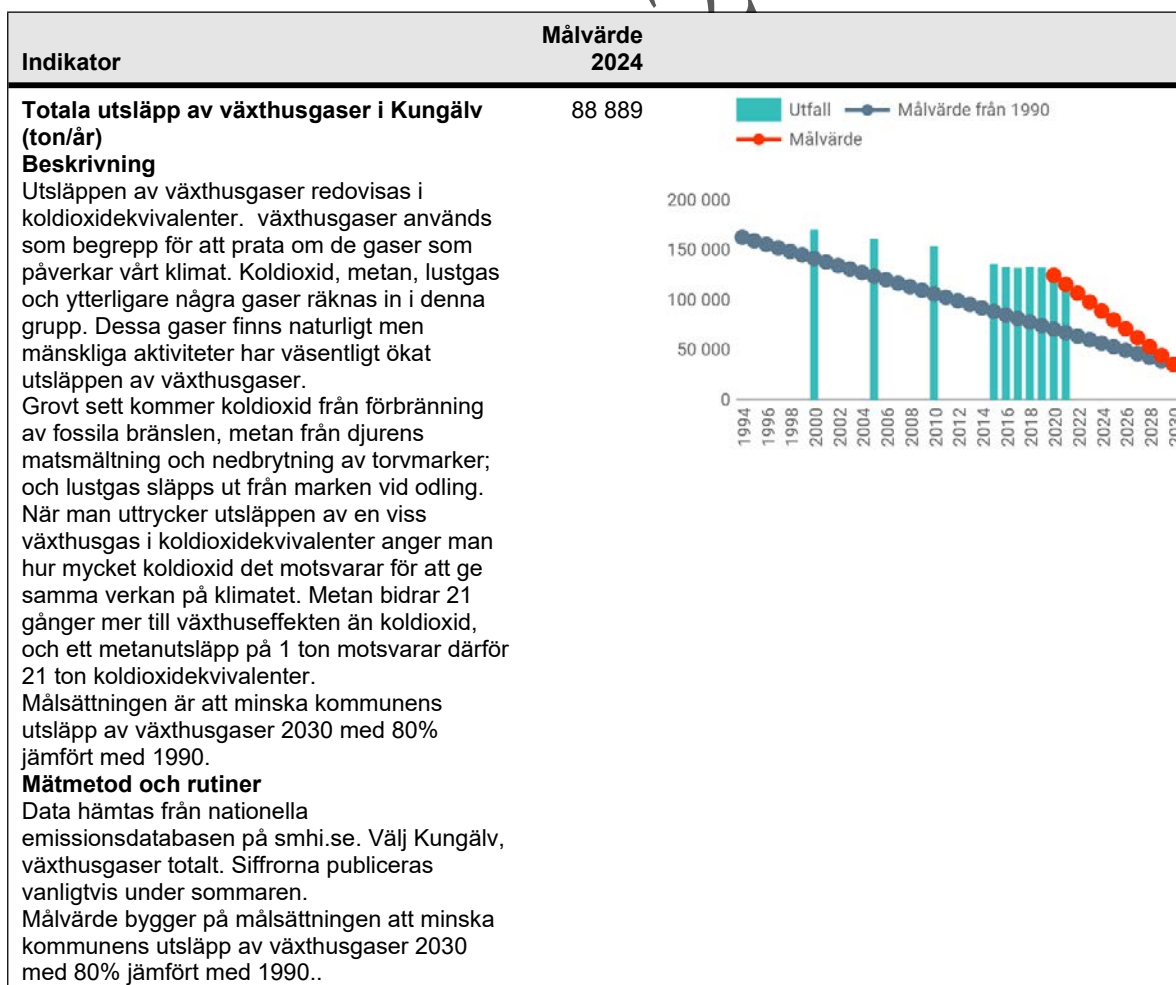 Indikator
Målvärde
2024
Totala utsläpp av växthusgaser i Kungälv
(ton/år)
88 889
Beskrivning
Utsläppen av växthusgaser redovisas i
koldioxidekvivalenter.  växthusgaser används
som begrepp för att prata om de gaser som
påverkar vårt klimat. Koldioxid, metan, lustgas
och ytterligare några gaser räknas in i denna
grupp. Dessa gaser finns naturligt men
mänskliga aktiviteter har väsentligt ökat
utsläppen av växthusgaser.
Grovt sett kommer koldioxid från förbränning
av fossila bränslen, metan från djurens
matsmältning och nedbrytning av torvmarker;
och lustgas släpps ut från marken vid odling.
När man uttrycker utsläppen av en viss
växthusgas i koldioxidekvivalenter anger man
hur mycket koldioxid det motsvarar för att ge
samma verkan på klimatet. Metan bidrar 21
gånger mer till växthuseffekten än koldioxid,
och ett metanutsläpp på 1 ton motsvarar därför
21 ton koldioxidekvivalenter.
Målsättningen är att minska kommunens
utsläpp av växthusgaser 2030 med 80%
jämfört med 1990.
Mätmetod och rutiner
Data hämtas från nationella
emissionsdatabasen på smhi.se. Välj Kungälv,
växthusgaser totalt. Siffrorna publiceras
vanligtvis under sommaren.
Målvärde bygger på målsättningen att minska
kommunens utsläpp av växthusgaser 2030
med 80% jämfört med 1990..
Utfall Målvärde från 1990
Målvärde
200 000
150 000
100 000
50 000
0
1994 1996 1998 2000 2002 2004 2006 2008 2010 2012 2014 2016 2018 2020 2022 2024 2026 2028 2030